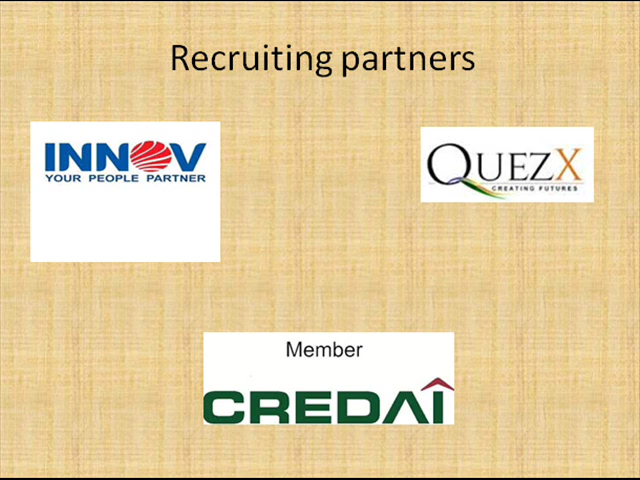 Recruiting partners
INNOV
YOUR PEOPLE PARTNER
QUEZX
CREATING FUTURES
Member
CREDAI